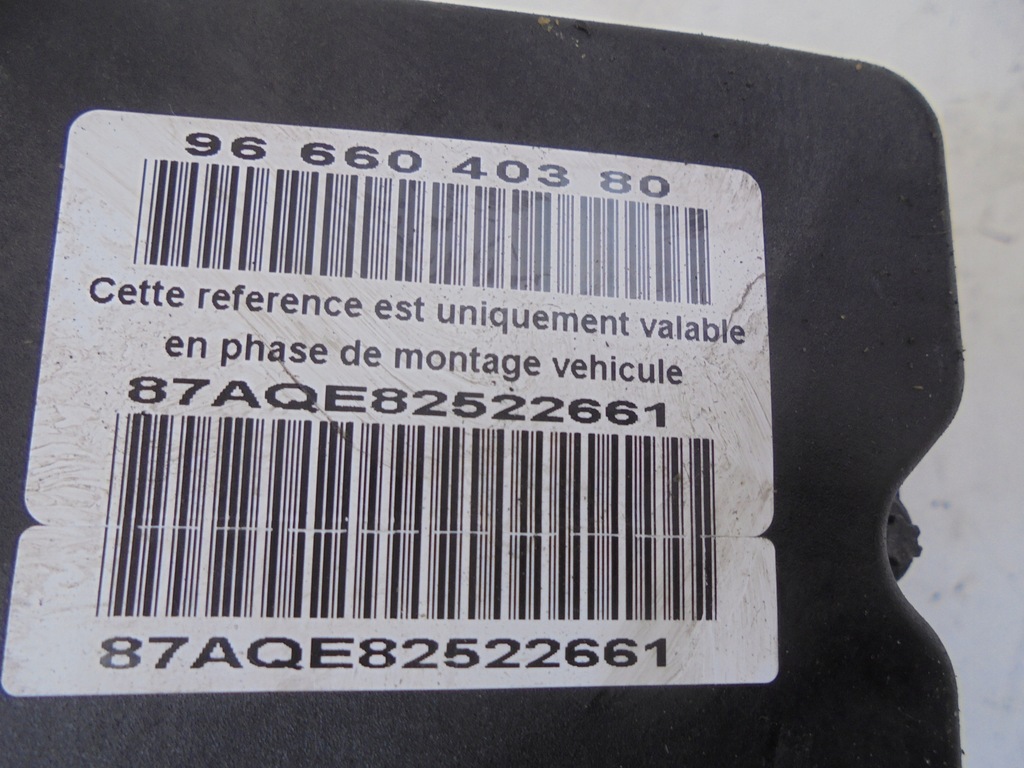 96 660 403 80
Cette reference est uniquement valable
en phase de montage vehicule
87AQE82522661
87AQE82522661